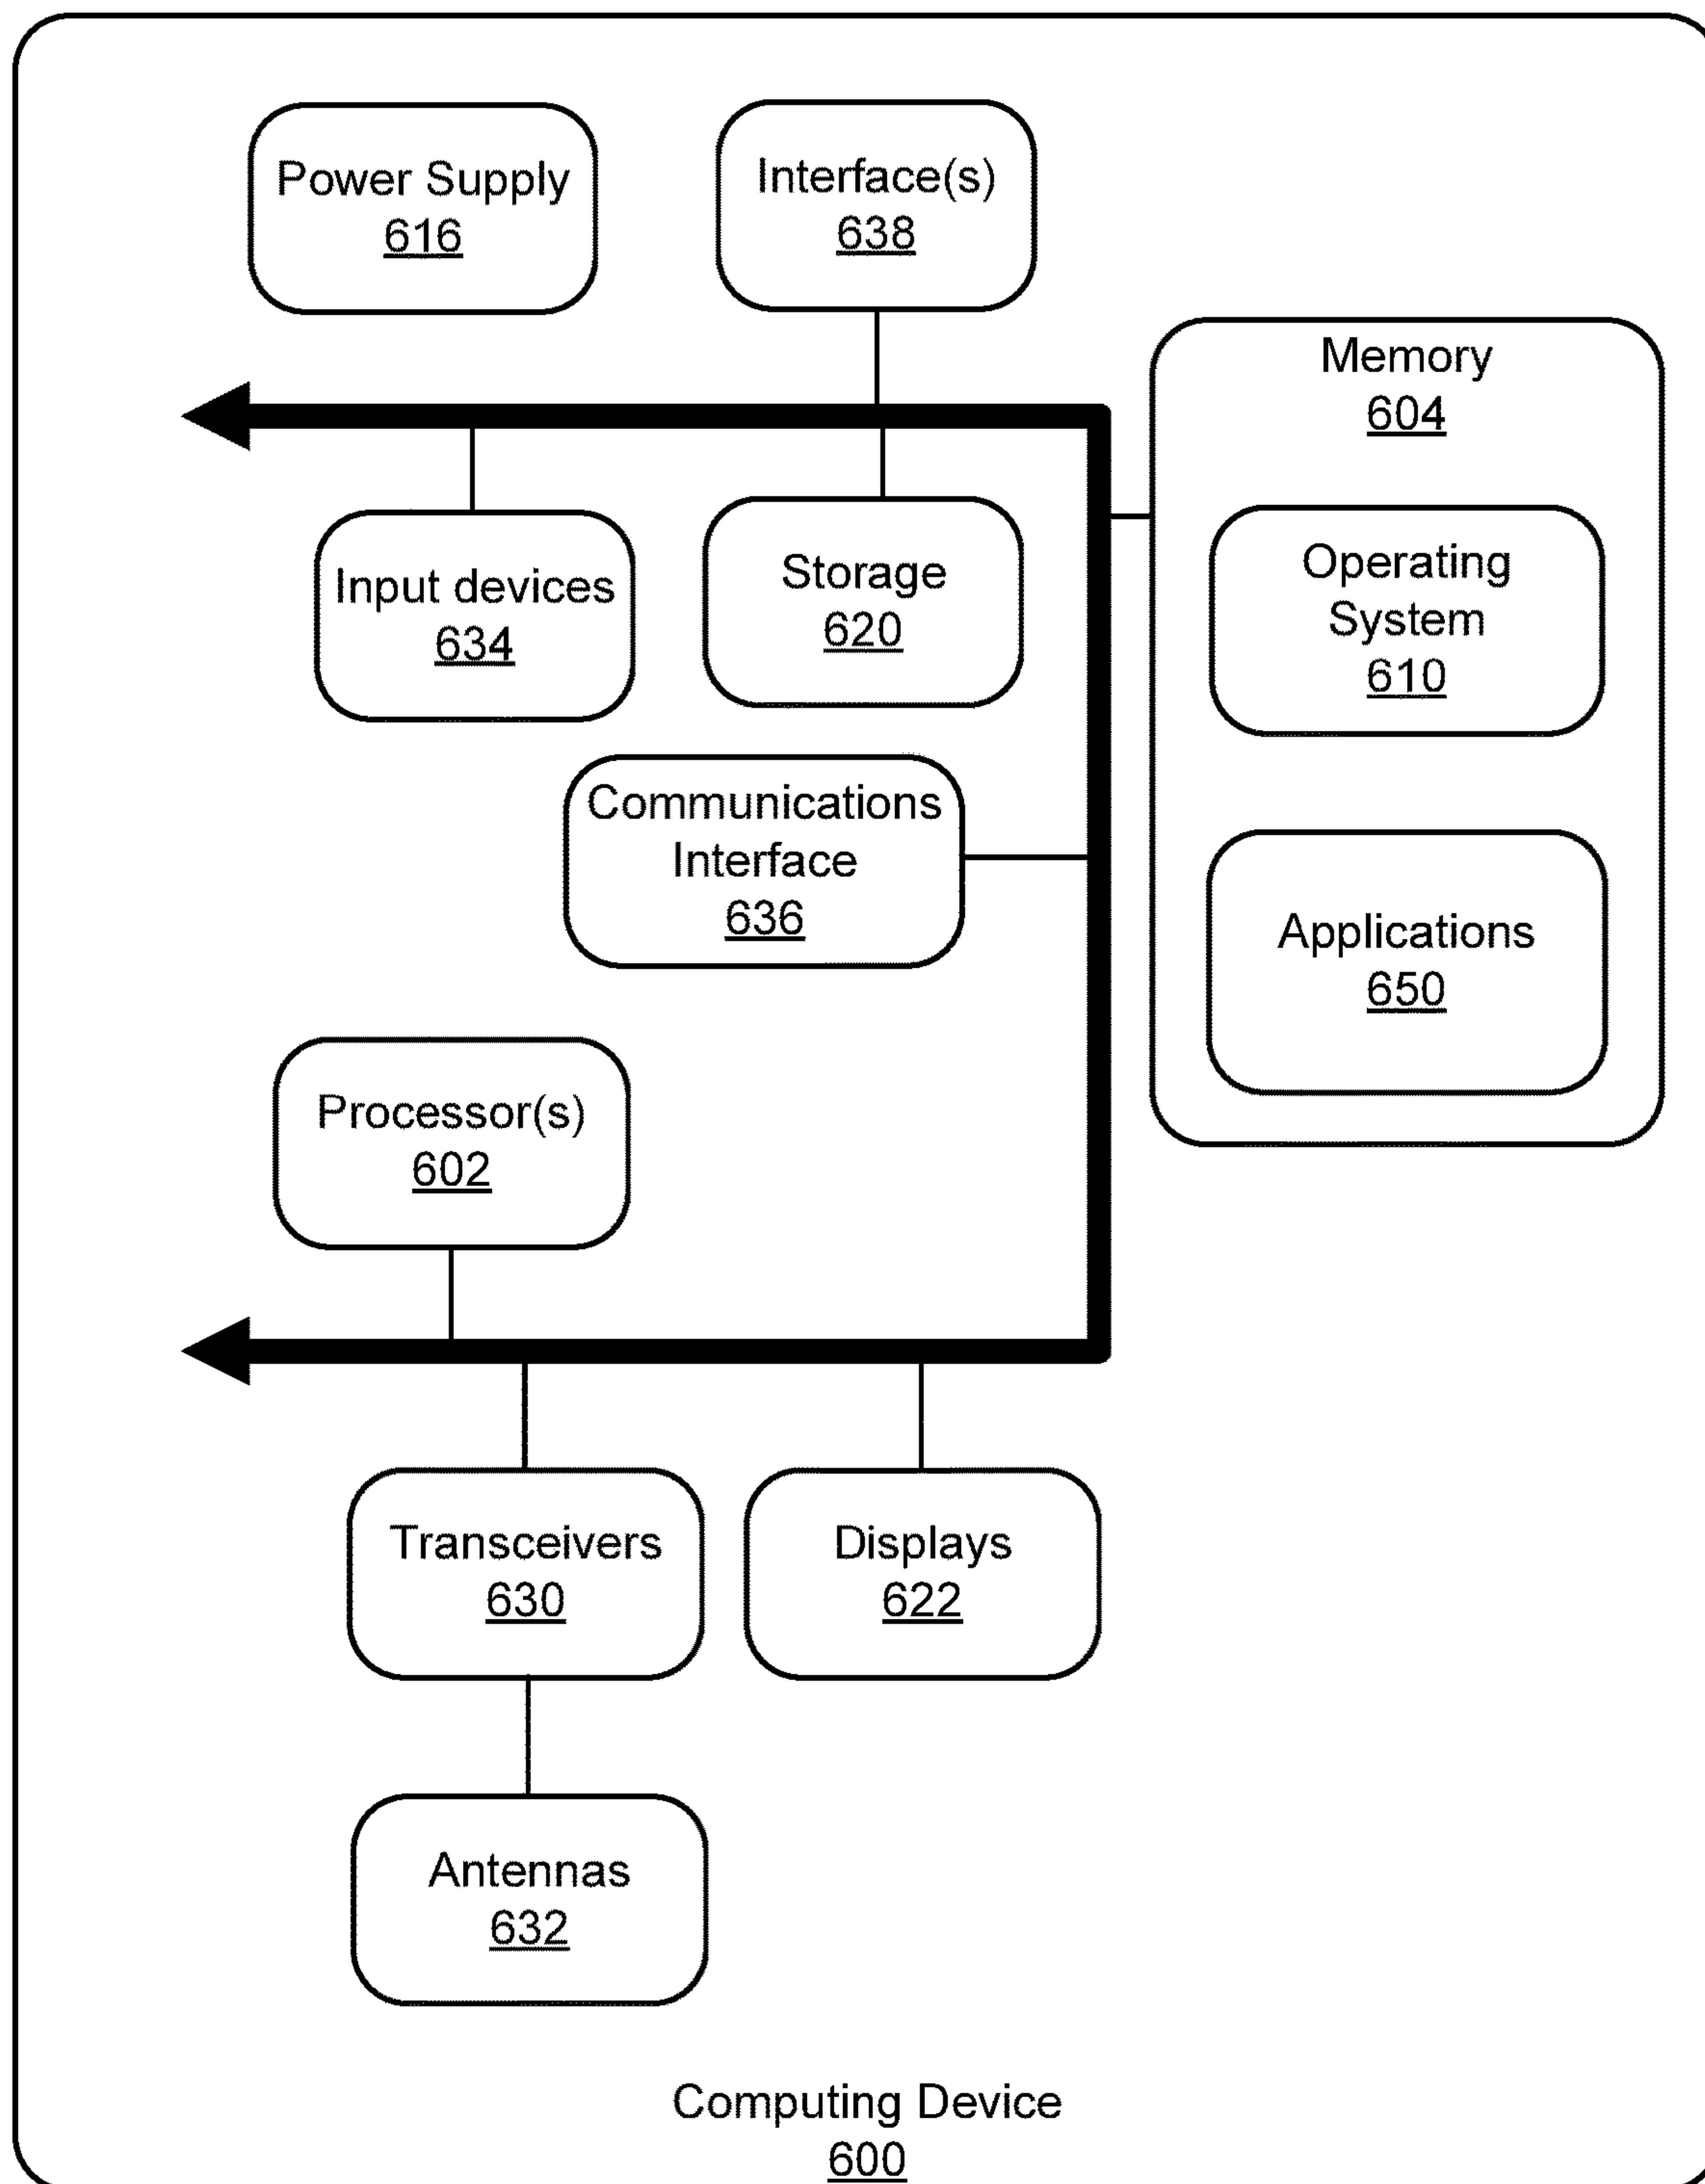 Power Supply
616
Interface(s)
638
Memory
604
Input devices
634
Storage
620
Operating
System
610
Communications
Interface
636
Applications
650
Processor(s)
602
Transceivers
630
Displays
622
Antennas
632
Computing Device
600